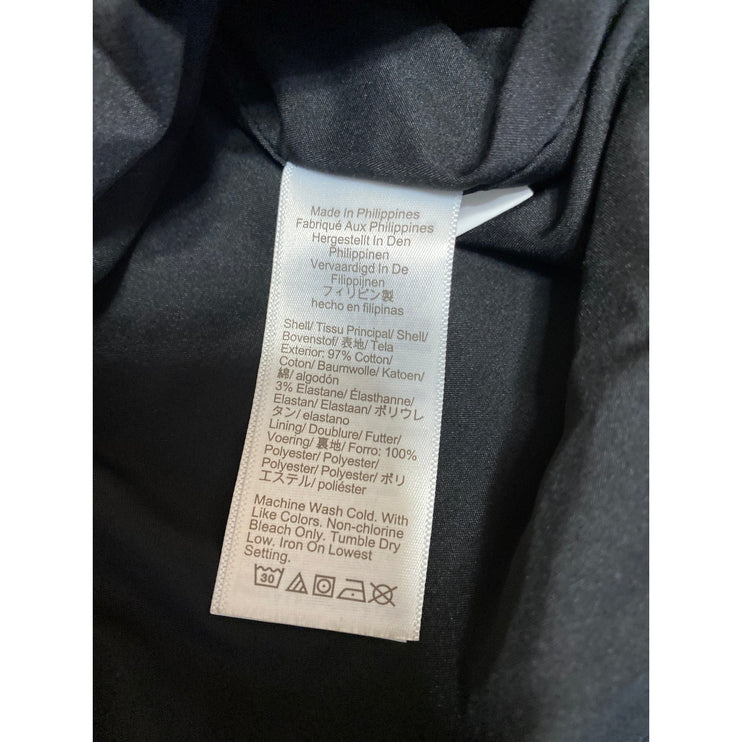 Made In Philippines
Fabriqué Aux Philippines
Hergestellt In Den
Philippinen
Vervaardigd In De
Filippijnen
フィリピン製
hecho en filipinas
Shell/ Tissu Principal/ Shell/
Bovenstof/ 表地/ Tela
Exterior: 97% Cotton/
Coton/ Baumwolle/ Katoen/
綿/ algodón
3% Elastane/ Élasthanne/
Elastan/ Elastaan/ ポリウレ
タン/ elastano
Lining/ Doublure/ Futter/
Voering/ 裏地/ Forro: 100%
Polyester/ Polyester/
Polyester/ Polyester/ ポリ
エステル/ poliéster
Machine Wash Cold. With
Like Colors. Non-chlorine
Bleach Only. Tumble Dry
Low. Iron On Lowest
Setting.
30